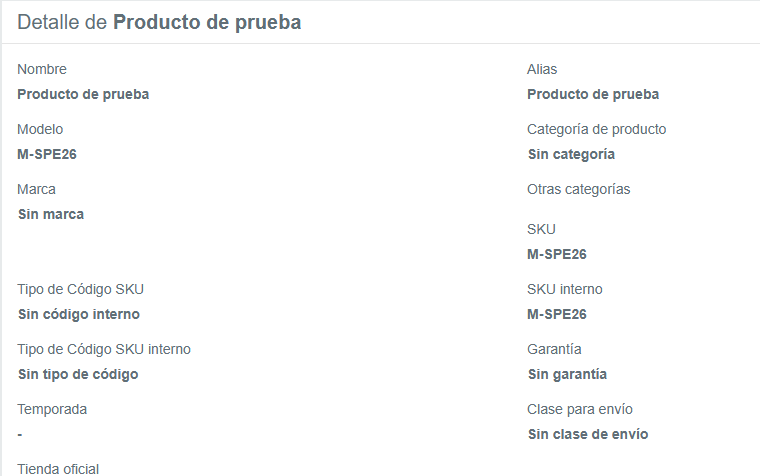 Detalle de Producto de prueba
Nombre
Producto de prueba
Alias
Producto de prueba
Modelo
M-SPE26
Categoría de producto
Sin categoría
Marca
Sin marca
Otras categorías
SKU
M-SPE26
Tipo de Código SKU
Sin código interno
SKU interno
M-SPE26
Tipo de Código SKU interno
Sin tipo de código
Garantía
Sin garantía
Temporada
-
Clase para envío
Sin clase de envío
Tienda oficial